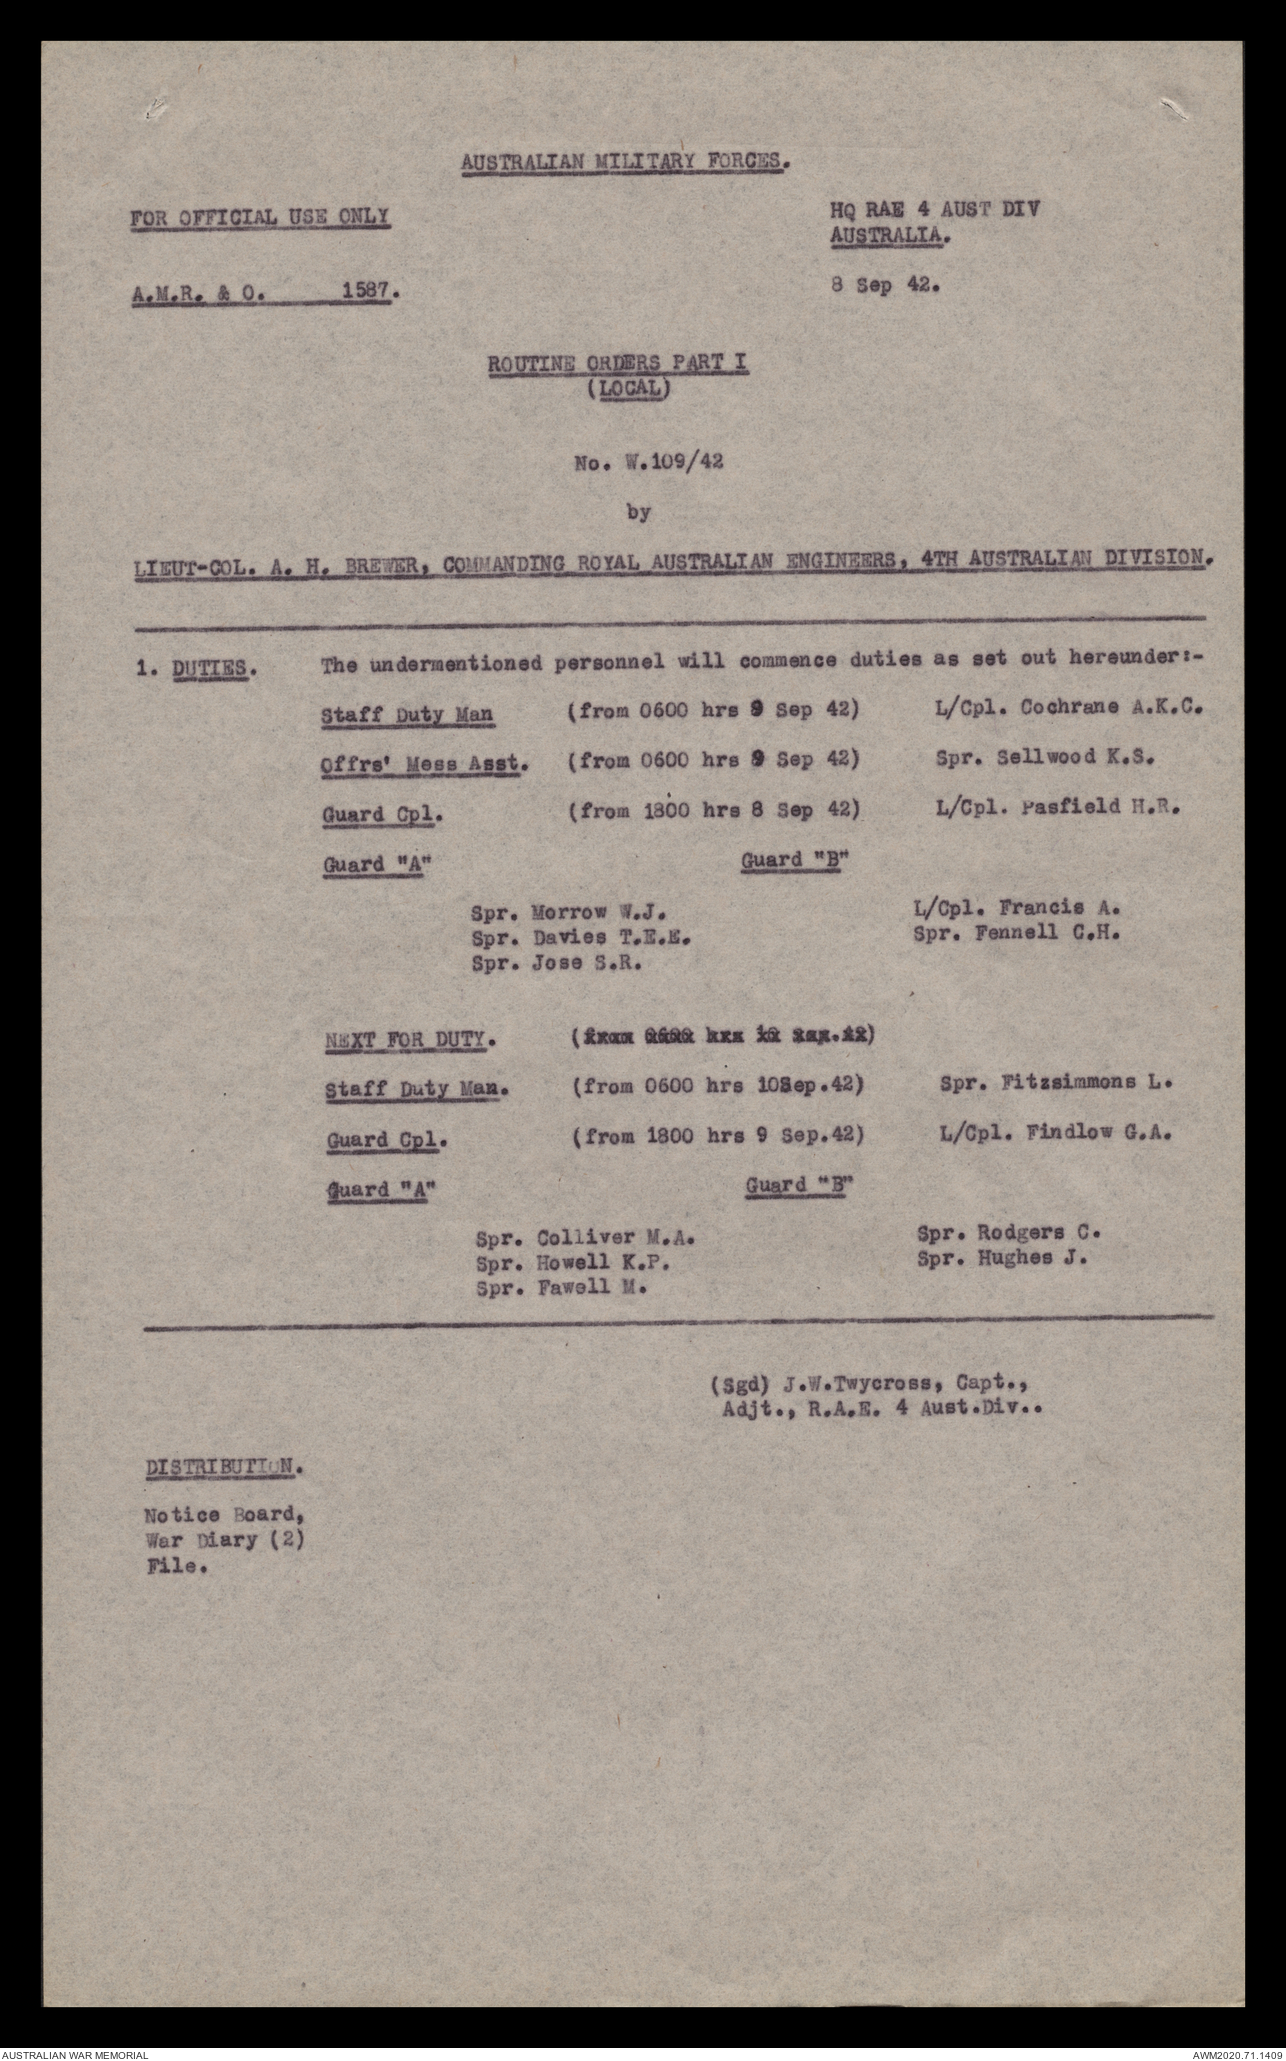 AUSTRALIAN MILITARY FORCES.
FOR OFFICIAL USE ONLY
HQ RAE 4 AUST DIV
AUSTRALIA.
A.M.R. & O. 1587.
8 Sep 42.
ROUTINE ORDERS PART I
(LOCAL)
No. W.109/42
by
LIEUT-COL. A. H. BREWER, COMMANDING ROYAL AUSTRALIAN ENGINEERS, 4TH AUSTRALIAN DIVISION.
1. DUTIES. The undermentioned personnel will commence duties as set out hereunder:-
Staff Duty Man (from 0600 hrs 9 Sep 42) L/Cpl. Cochrane A.K.C.
Offrs' Mess Asst. (from 0600 hrs 9 Sep 42) Spr. Sellwood K.S.
Guard Cpl. (from 1800 hrs 8 Sep 42) L/Cpl. Pasfield H.R.
Guard "A" Guard "B"
Spr. Morrow W.J. L/Cpl. Francis A.
Spr. Davies T.E.E. Spr. Fennell C.H.
Spr. Jose S.R.
NEXT FOR DUTY.
Staff Duty Man. (from 0600 hrs 10Sep.42) Spr. Fitzsimmons L.
Guard Cpl. (from 1800 hrs 9 Sep.42) L/Cpl. Findlow G.A.
Guard "A" Guard "B"
Spr. Colliver M.A. Spr. Rodgers C.
Spr. Howell K.P. Spr. Hughes J.
Spr. Fawell M.
(Sgd) J.W.Twycross, Capt.,
Adjt., R.A.E. 4 Aust.Div..
DISTRIBUTION.
Notice Board,
War Diary (2)
File.
AUSTRALIAN WAR MEMORIAL AWM2020.71.1409